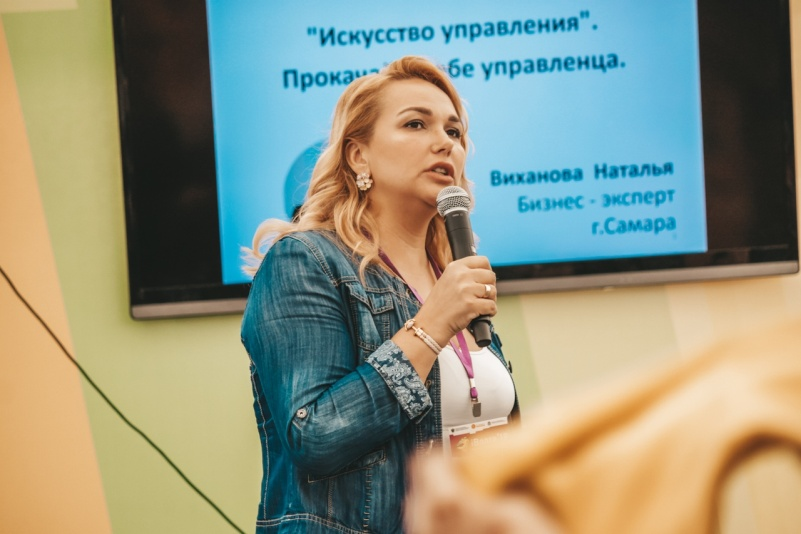 "Искусство управления".
управленца.
Виханова Наталья
Бизнес - эксперт
г.Самара